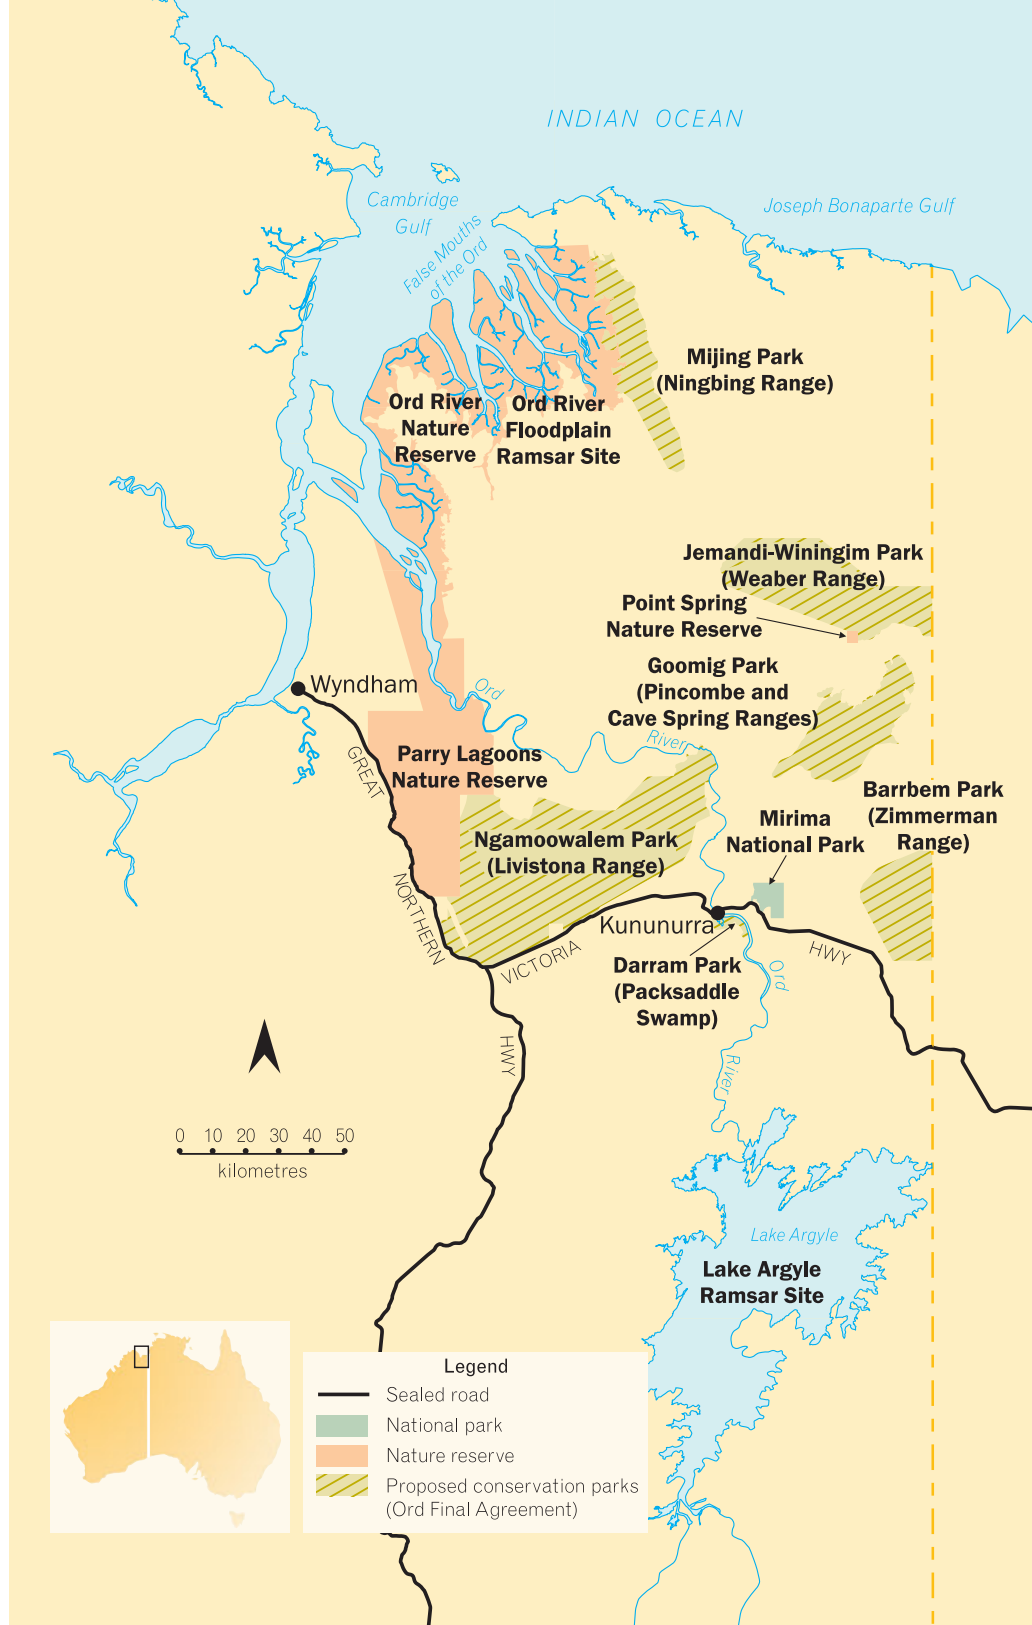 INDIAN OCEAN
Cambridge
Gulf
Joseph Bonaparte Gulf
False Mouths
of the Ord
Mijing Park
(Ningbing Range)
Ord River
Nature
Reserve
Ord River
Floodplain
Ramsar Site
Jemandi-Winingim Park
(Weaber Range)
Point Spring
Nature Reserve
Goomig Park
(Pincombe and
Cave Spring Ranges)
Wyndham
Ord
River
GREAT
Parry Lagoons
Nature Reserve
Barrbem Park
(Zimmerman
Range)
Mirima
National Park
Ngamoowalem Park
(Livistona Range)
NORTHERN
Kununurra
VICTORIA
HWY
Darram Park
(Packsaddle
Swamp)
Ord
HWY
River
0 10 20 30 40 50
kilometres
Lake Argyle
Lake Argyle
Ramsar Site
Legend
Sealed road
National park
Nature reserve
Proposed conservation parks
(Ord Final Agreement)